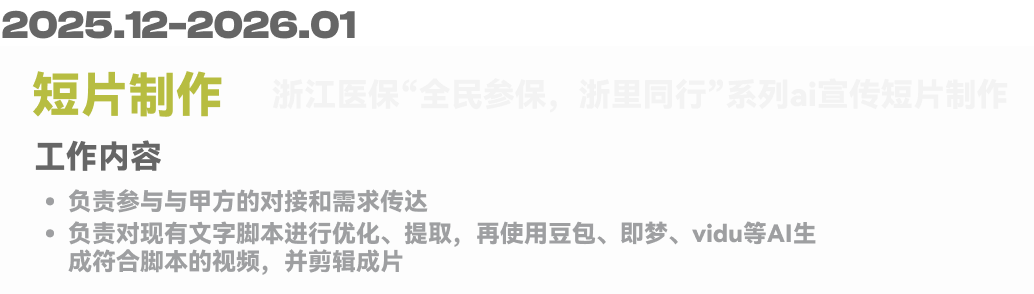 2025.12-2026.01
短片制作 浙江医保“全民参保，浙里同行”系列ai宣传短片制作
工作内容
• 负责参与与甲方的对接和需求传达
• 负责对现有文字脚本进行优化、提取，再使用豆包、即梦、vidu等AI生
成符合脚本的视频，并剪辑成片